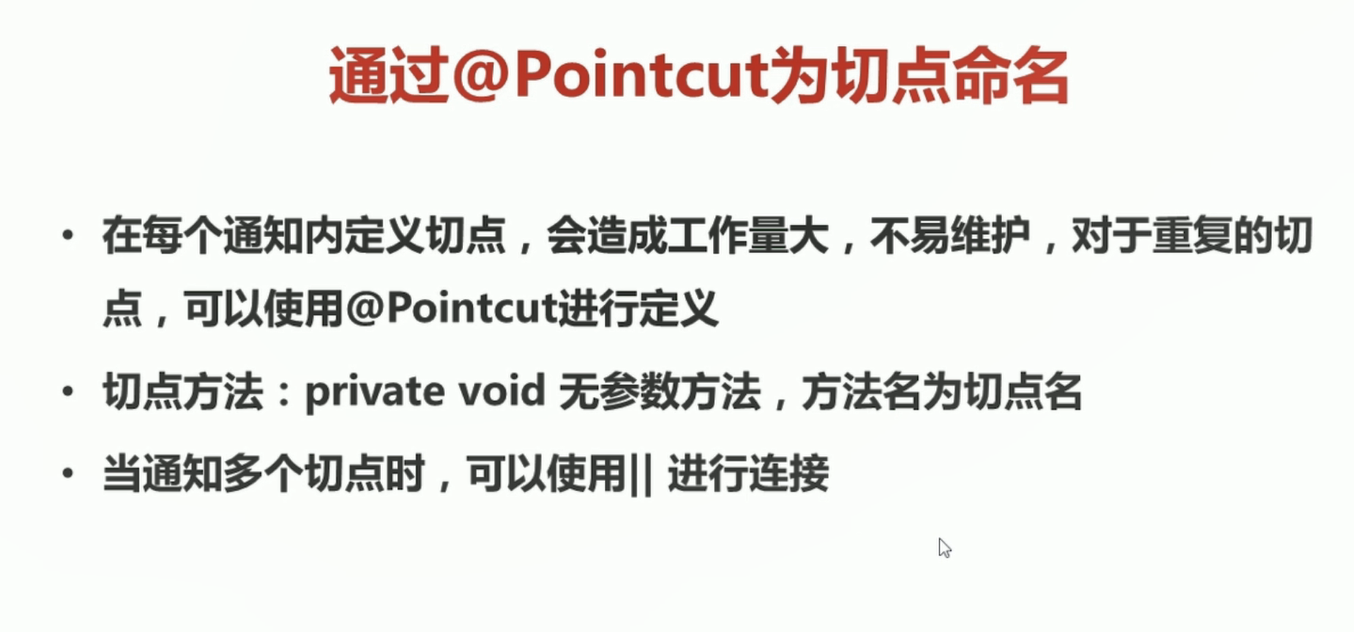 通过@Pointcut为切点命名
• 在每个通知内定义切点，会造成工作量大，不易维护，对于重复的切
点，可以使用@Pointcut进行定义
• 切点方法：private void 无参数方法，方法名为切点名
• 当通知多个切点时，可以使用|| 进行连接